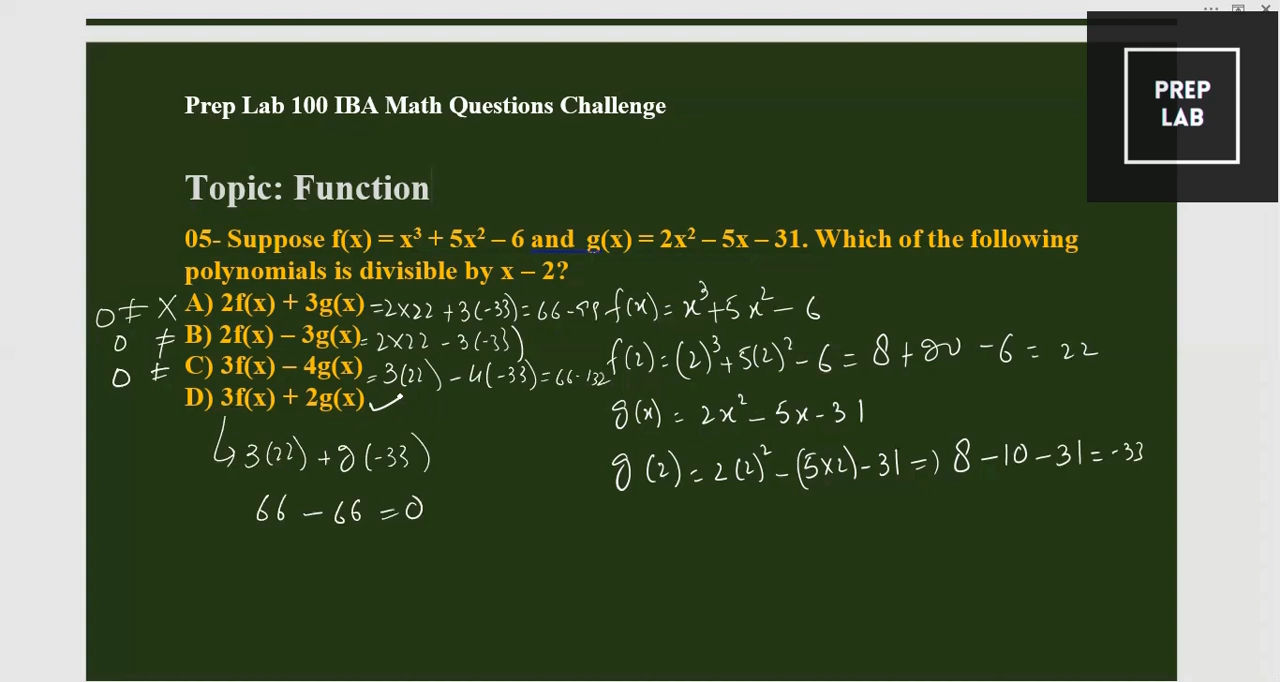 PREP
LAB
Prep Lab 100 IBA Math Questions Challenge
Topic: Function
05- Suppose f(x) = x³ + 5x² – 6 and g(x) = 2x² – 5x – 31. Which of the following
polynomials is divisible by x – 2?
0 ≠ X A) 2f(x) + 3g(x) = 2×22 + 3(-33) = 66 - 99
0 ≠ B) 2f(x) – 3g(x) = 2×22 - 3(-33)
0 ≠ C) 3f(x) – 4g(x) = 3(22) - 4(-33) = 66 - 132
D) 3f(x) + 2g(x) ✓
↳ 3(22) + 2(-33)
66 - 66 = 0
f(x) = x³ + 5x² - 6
f(2) = (2)³ + 5(2)² - 6 = 8 + 20 - 6 = 22
g(x) = 2x² - 5x - 31
g(2) = 2(2)² - (5×2) - 31 =) 8 - 10 - 31 = -33